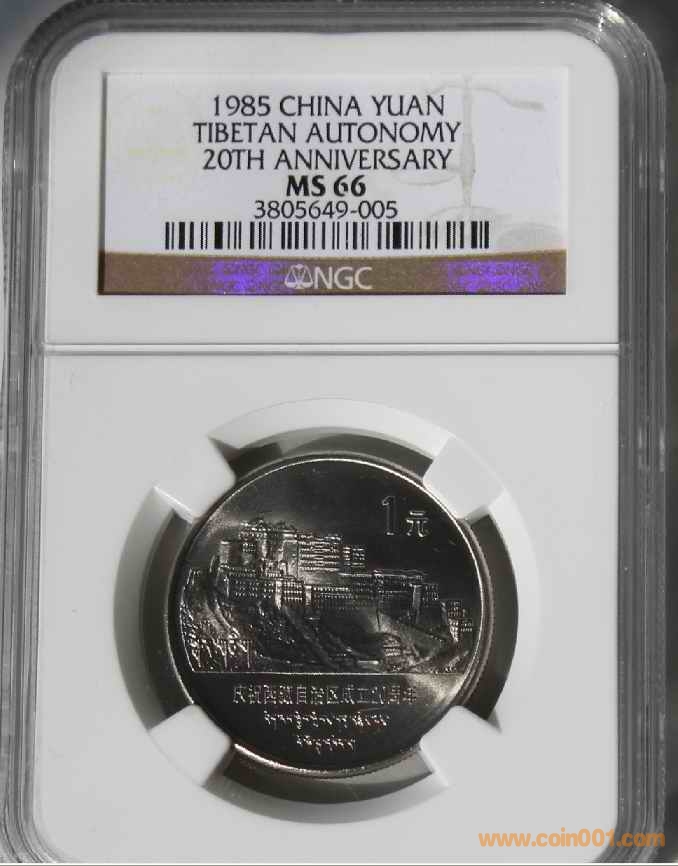 1985 CHINA YUAN
TIBETAN AUTONOMY
20TH ANNIVERSARY
MS 66
3805649-005
NGC
1元
庆祝西藏自治区成立20周年
www.coin001.com